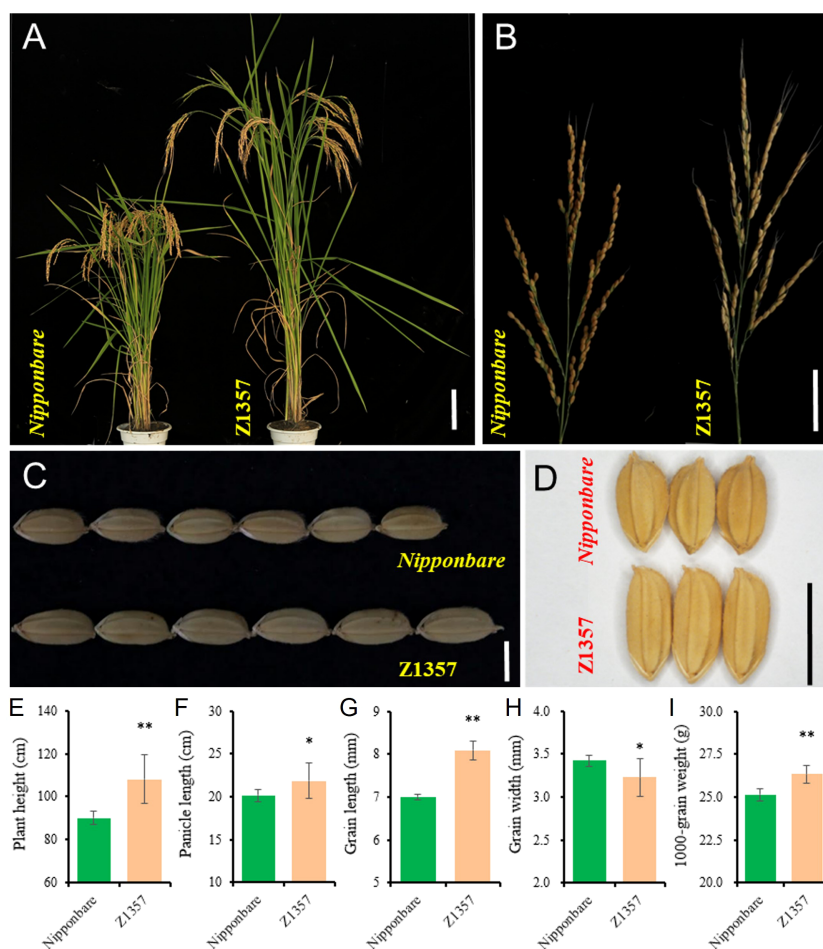 A
B
Nipponbare
Z1357
Nipponbare
Z1357
C
Nipponbare
Z1357
D
Nipponbare
Z1357
E
Plant height (cm)
140
120
100
80
60
**
Nipponbare
Z1357
F
Panicle length (cm)
30
25
20
15
10
*
Nipponbare
Z1357
G
Grain length (mm)
9
8
7
6
5
**
Nipponbare
Z1357
H
Grain width (mm)
4.0
3.5
3.0
2.5
2.0
*
Nipponbare
Z1357
I
1000-grain weight (g)
30.0
27.5
25.0
22.5
20.0
**
Nipponbare
Z1357